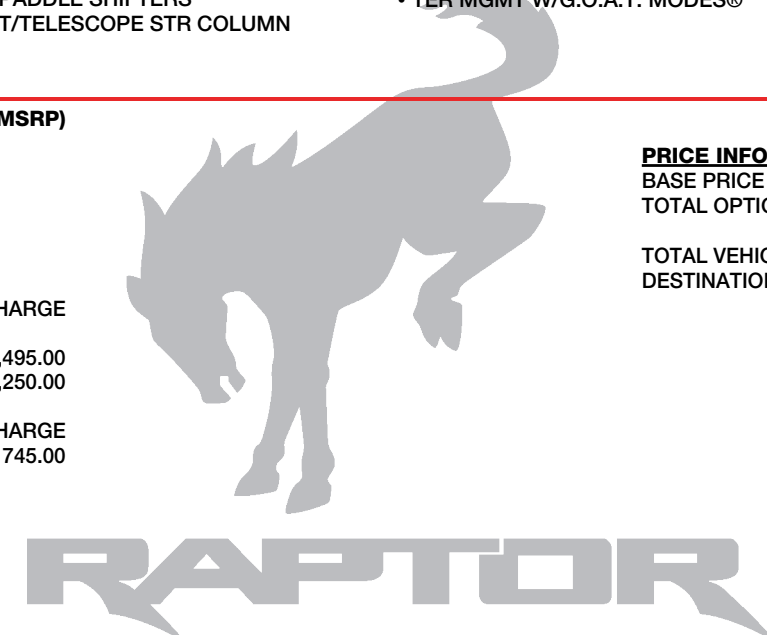 PADDLE SHIFTERS
T/TELESCOPE STR COLUMN
• TER MGMT W/G.O.A.T. MODES®
MSRP)
HARGE
,495.00
,250.00
HARGE
745.00
PRICE INFO
BASE PRICE
TOTAL OPTIO
TOTAL VEHIC
DESTINATION
RAPTOR